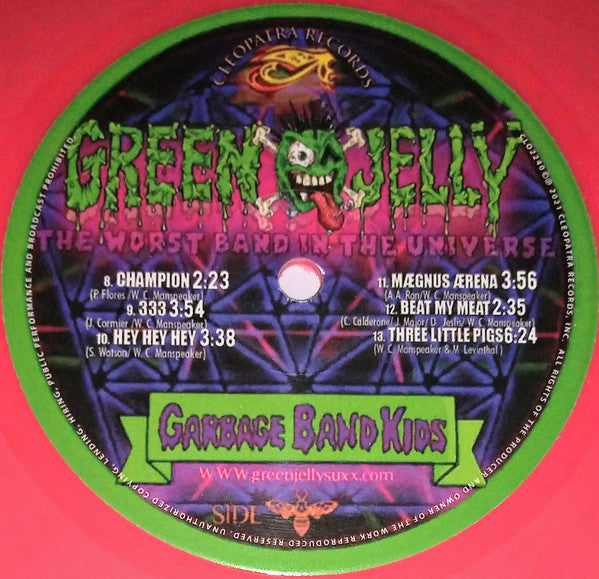 CLEOPATRA RECORDS
GREEN JELLY
THE WORST BAND IN THE UNIVERSE
8. CHAMPION 2:23
(P. Flores /W. C. Manspeaker)
9. 333 3:54
(J. Cormier /W. C. Manspeaker)
10. HEY HEY HEY 3:38
(S. Watson/ W. C. Manspeaker)
11. MÆGNUS ÆRENA 3:56
(A.A. Ron/W. C. Manspeaker)
12. BEAT MY MEAT 2:35
(C. Calderone/ J. Major/ D. Jeslis/ W. C. Manspeaker)
13. THREE LITTLE PIGS 6:24
(W. C. Manspeaker & M. Levinthal)
GARBAGE BAND KIDS
WWW.greenjellysuxx.com
SIDE
CLO2240 ©℗ 2021 CLEOPATRA RECORDS, INC. ALL RIGHTS OF THE PRODUCER AND OWNER OF THE WORK REPRODUCED RESERVED. UNAUTHORIZED COPYING, LENDING, HIRING, PUBLIC PERFORMANCE AND BROADCAST PROHIBITED